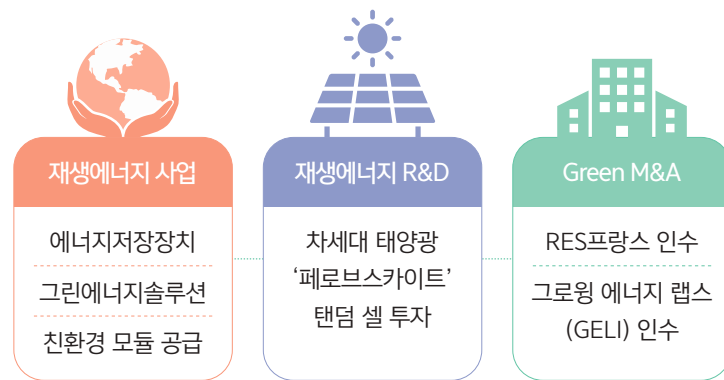 재생에너지 사업
에너지저장장치
그린에너지솔루션
친환경 모듈 공급
재생에너지 R&D
차세대 태양광
‘페로브스카이트’
탠덤 셀 투자
Green M&A
RES프랑스 인수
그로윙 에너지 랩스
(GELI) 인수